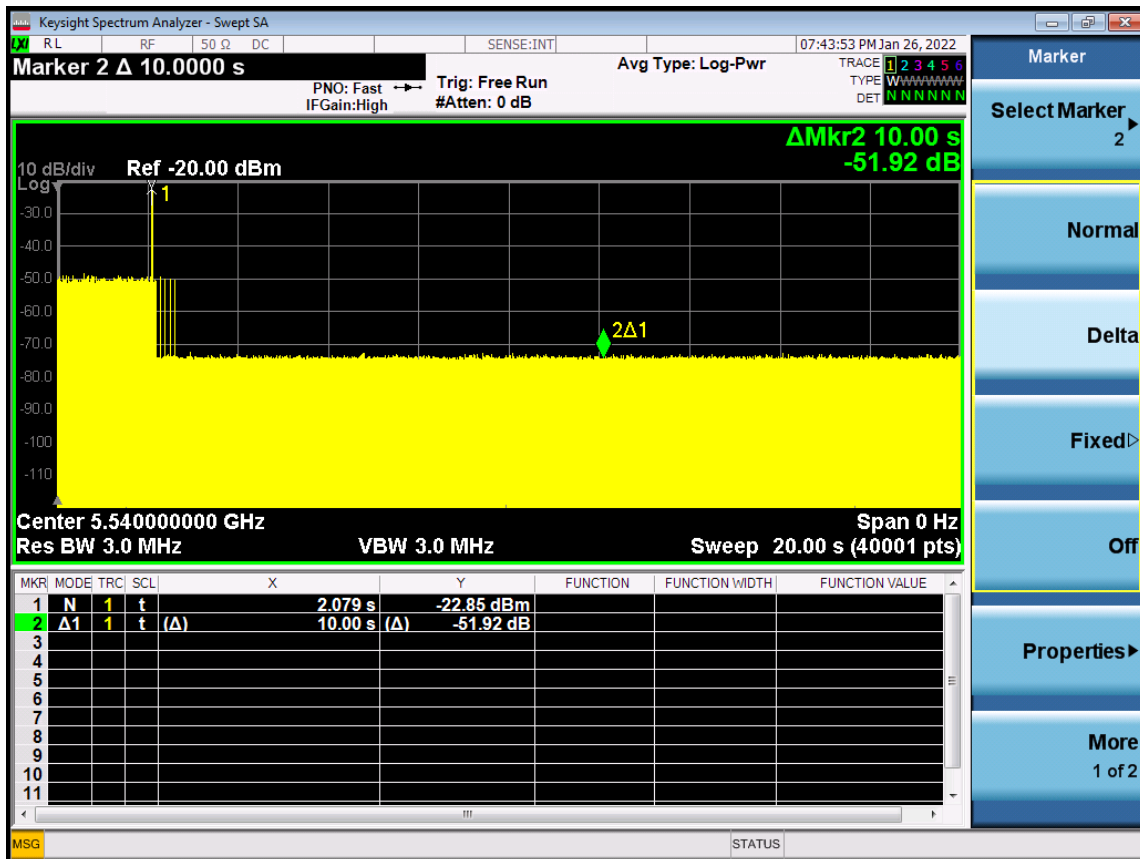 Keysight Spectrum Analyzer - Swept SA
LXI RL RF 50 Ω DC SENSE:INT 07:43:53 PM Jan 26, 2022
Marker 2 Δ 10.0000 s
PNO: Fast
IFGain:High
Trig: Free Run
#Atten: 0 dB
Avg Type: Log-Pwr
TRACE 1 2 3 4 5 6
TYPE WWWWWW
DET N N N N N N
ΔMkr2 10.00 s
-51.92 dB
10 dB/div Ref -20.00 dBm
Log
1
-30.0
-40.0
-50.0
-60.0
2Δ1
-70.0
-80.0
-90.0
-100
-110
Center 5.540000000 GHz Span 0 Hz
Res BW 3.0 MHz VBW 3.0 MHz Sweep 20.00 s (40001 pts)
MKR MODE TRC SCL X Y FUNCTION FUNCTION WIDTH FUNCTION VALUE
1 N 1 t 2.079 s -22.85 dBm
2 Δ1 1 t (Δ) 10.00 s (Δ) -51.92 dB
3
4
5
6
7
8
9
10
11
MSG STATUS
Marker
Select Marker
2
Normal
Delta
Fixed
Off
Properties
More
1 of 2